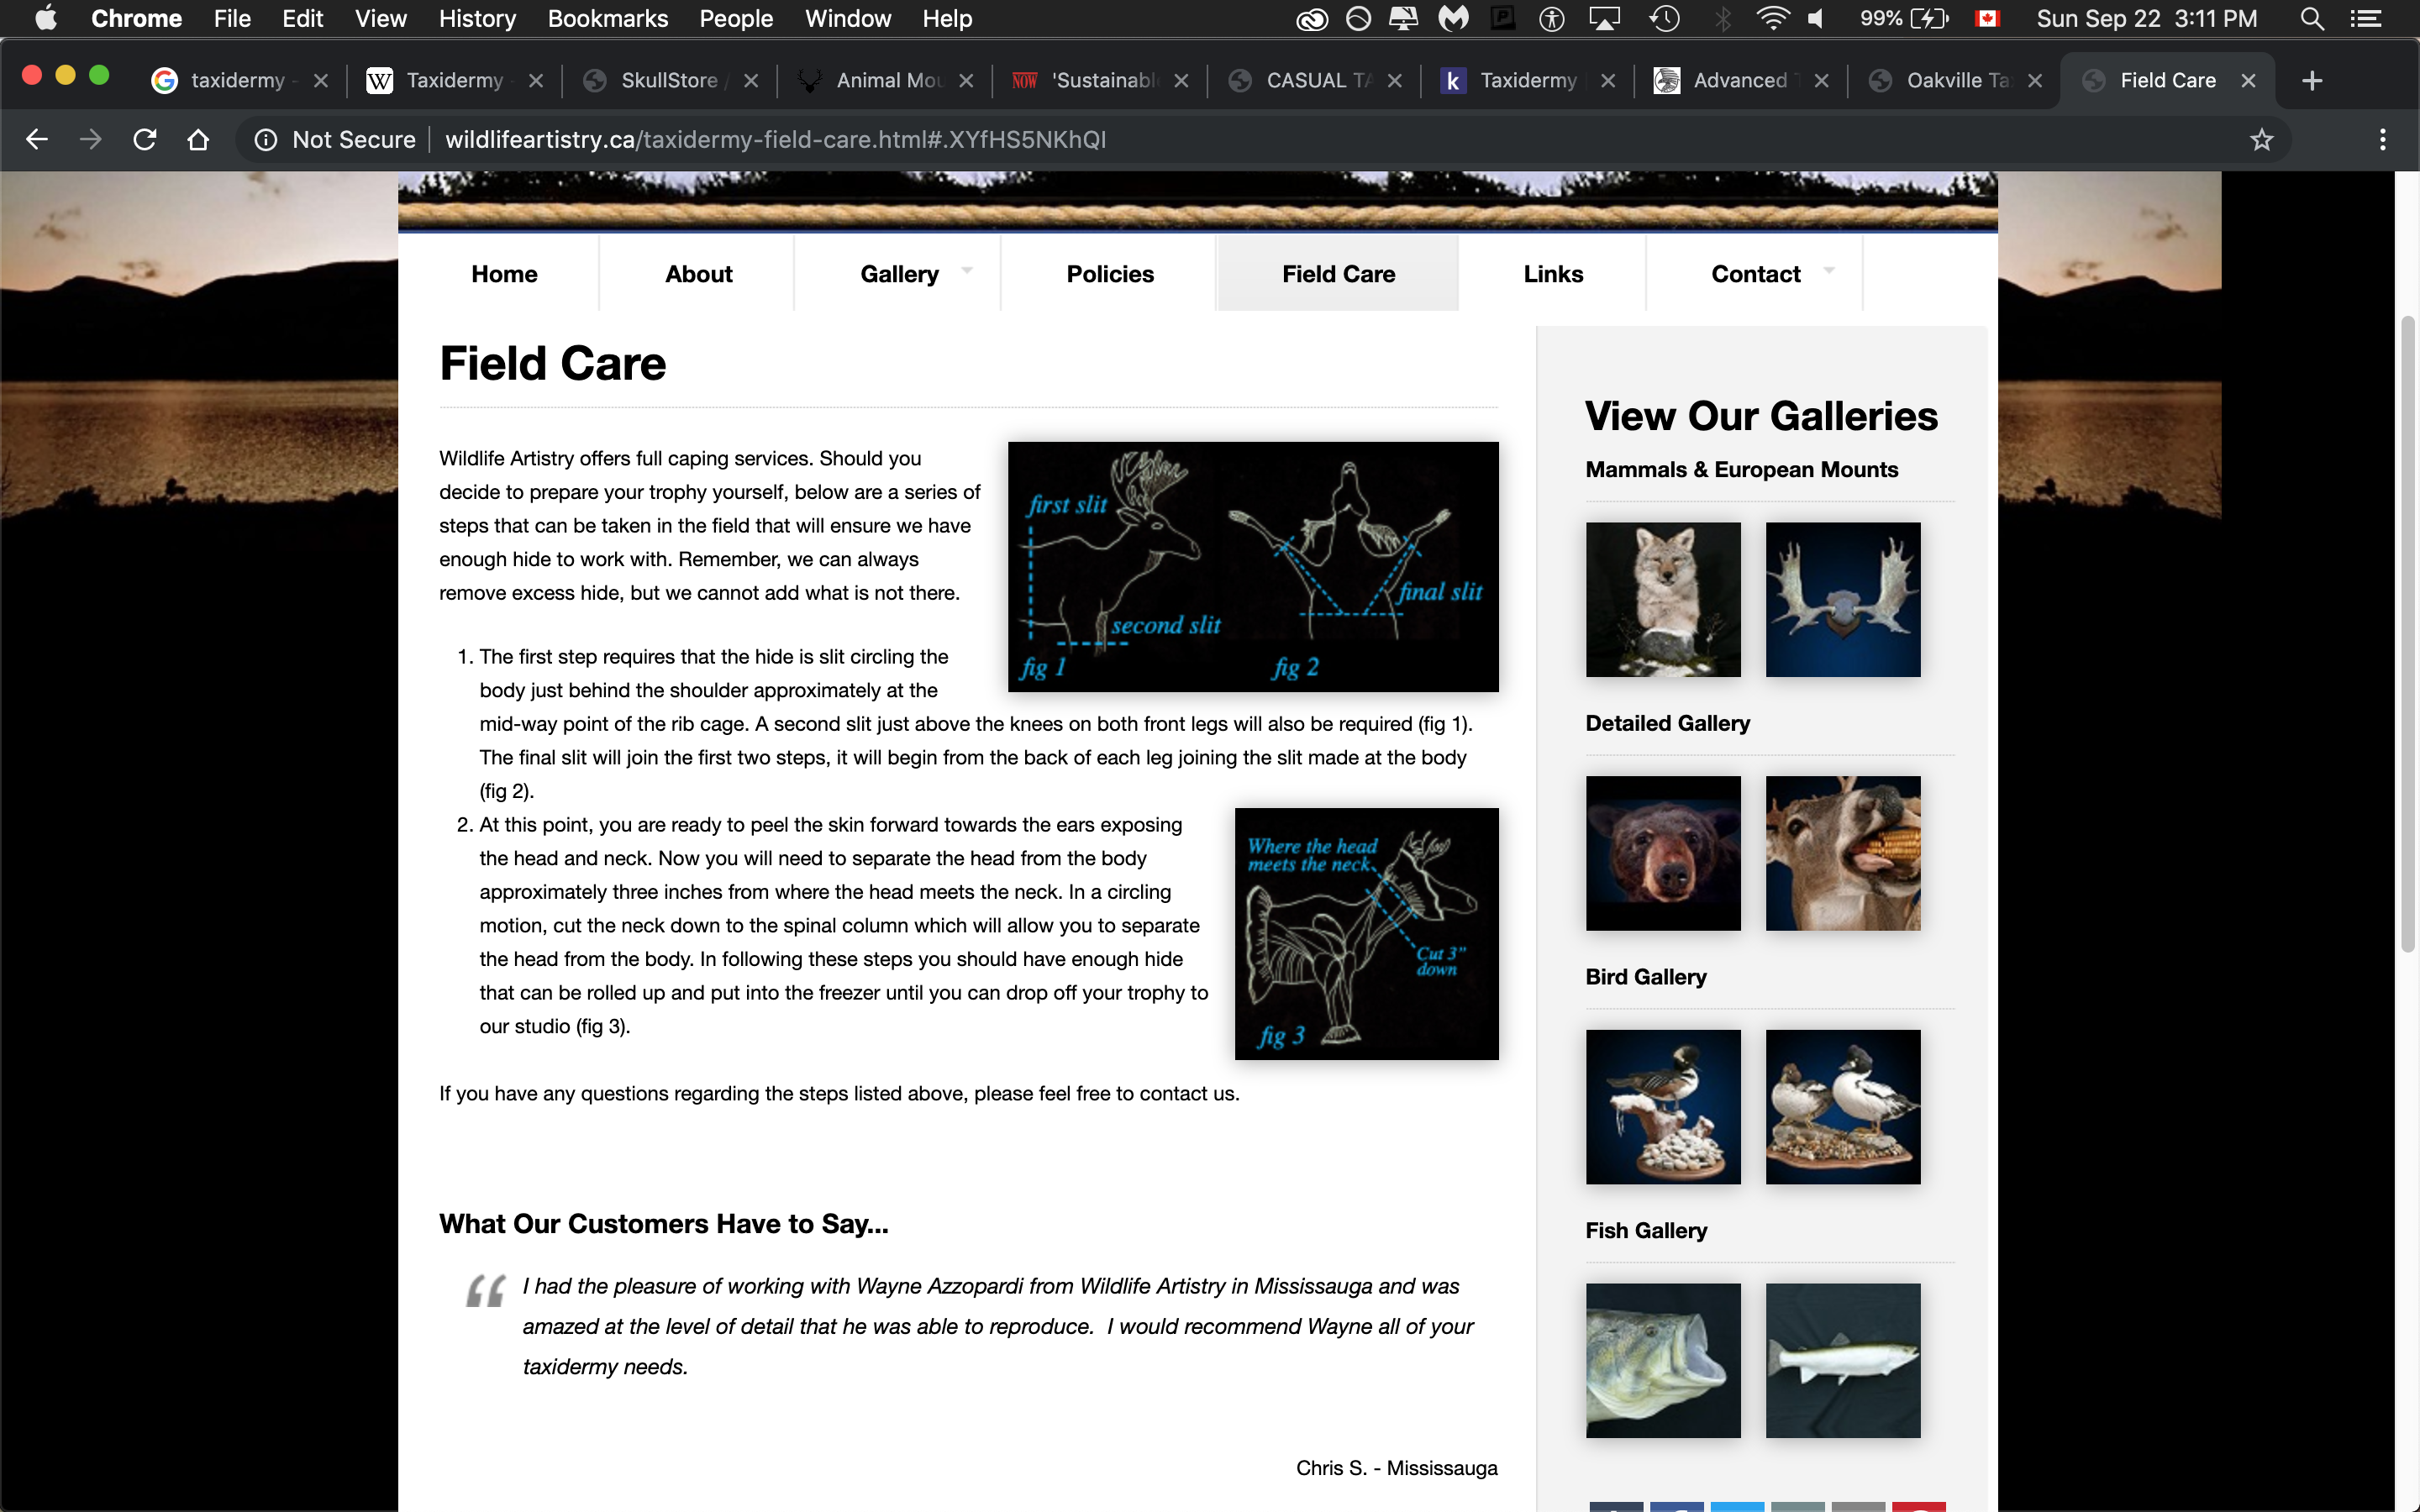 Chrome File Edit View History Bookmarks People Window Help 99% Sun Sep 22 3:11 PM
taxidermy - Taxidermy SkullStore / Animal Mou NOW 'Sustainabl CASUAL TA k Taxidermy Advanced T Oakville Ta Field Care
Not Secure wildlifeartistry.ca/taxidermy-field-care.html#.XYfHS5NKhQI
Home About Gallery Policies Field Care Links Contact
Field Care
Wildlife Artistry offers full caping services. Should you
decide to prepare your trophy yourself, below are a series of
steps that can be taken in the field that will ensure we have
enough hide to work with. Remember, we can always
remove excess hide, but we cannot add what is not there.
first slit
second slit
fig 1
final slit
fig 2
1. The first step requires that the hide is slit circling the
body just behind the shoulder approximately at the
mid-way point of the rib cage. A second slit just above the knees on both front legs will also be required (fig 1).
The final slit will join the first two steps, it will begin from the back of each leg joining the slit made at the body
(fig 2).
2. At this point, you are ready to peel the skin forward towards the ears exposing
the head and neck. Now you will need to separate the head from the body
approximately three inches from where the head meets the neck. In a circling
motion, cut the neck down to the spinal column which will allow you to separate
the head from the body. In following these steps you should have enough hide
that can be rolled up and put into the freezer until you can drop off your trophy to
our studio (fig 3).
Where the head
meets the neck
Cut 3"
down
fig 3
If you have any questions regarding the steps listed above, please feel free to contact us.
What Our Customers Have to Say...
“ I had the pleasure of working with Wayne Azzopardi from Wildlife Artistry in Mississauga and was
amazed at the level of detail that he was able to reproduce. I would recommend Wayne all of your
taxidermy needs.
Chris S. - Mississauga
View Our Galleries
Mammals & European Mounts
Detailed Gallery
Bird Gallery
Fish Gallery